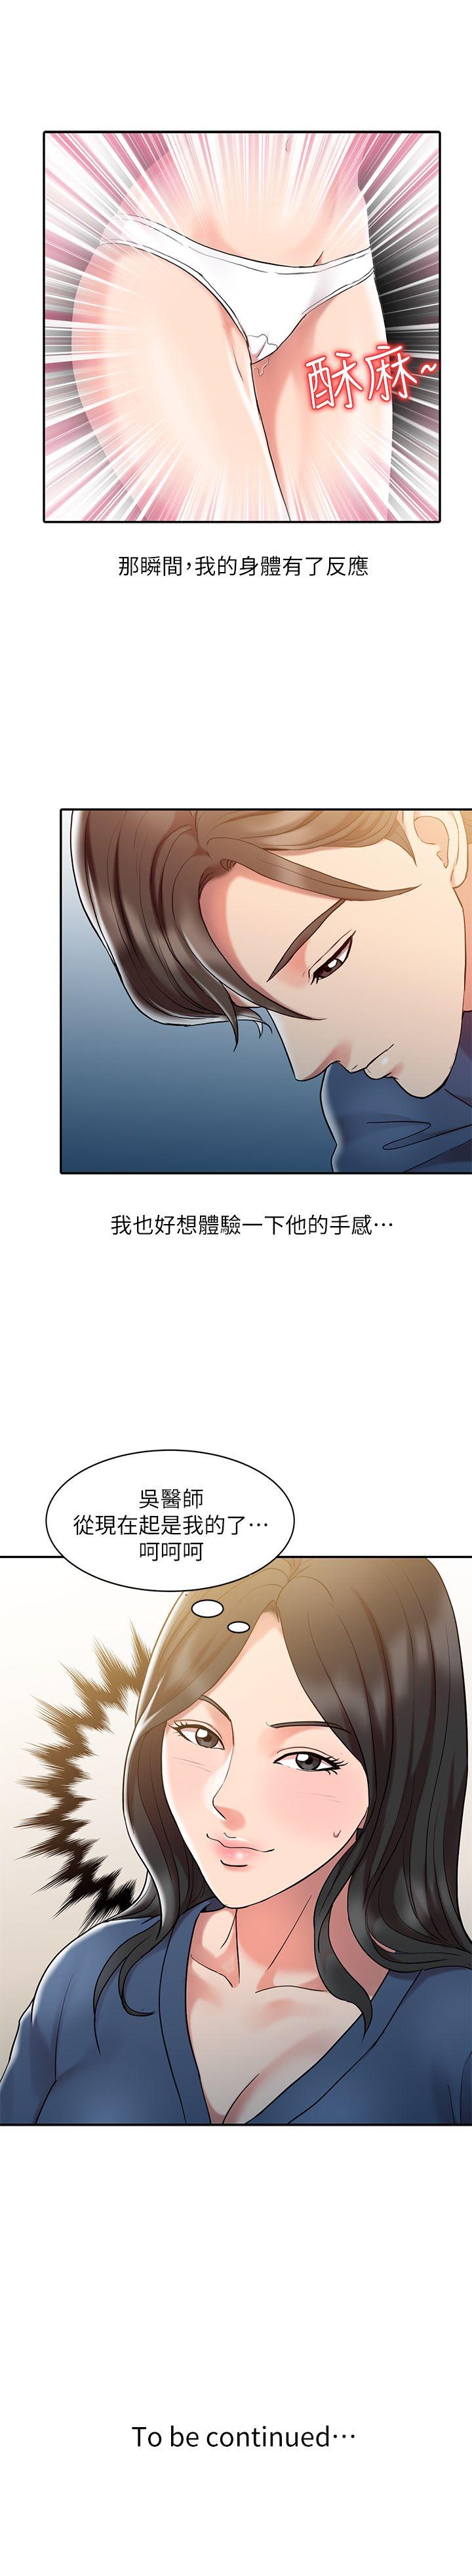 酥麻~
那瞬間，我的身體有了反應
我也好想體驗一下他的手感…
吳醫師
從現在起是我的了…
呵呵呵
To be continued…